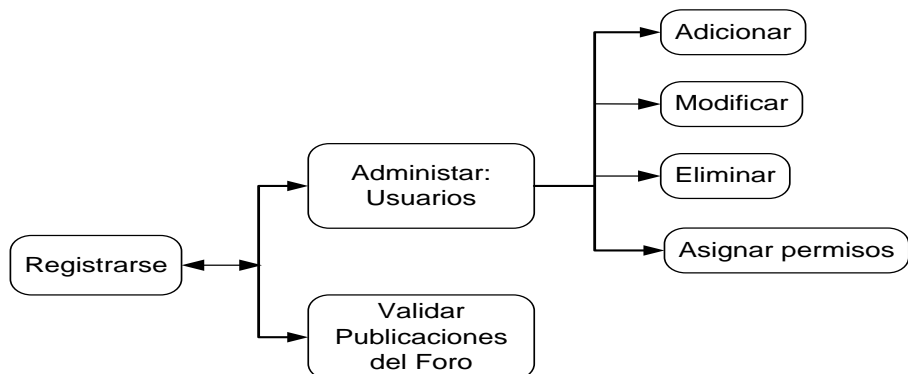 Adicionar
Modificar
Administar:
Usuarios
Eliminar
Registrarse
Asignar permisos
Validar
Publicaciones
del Foro